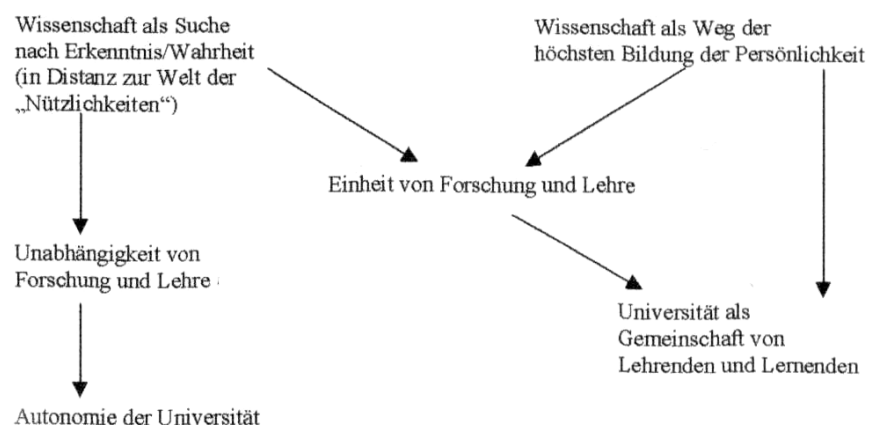 Wissenschaft als Suche
nach Erkenntnis/Wahrheit
(in Distanz zur Welt der
„Nützlichkeiten“)
Wissenschaft als Weg der
höchsten Bildung der Persönlichkeit
Einheit von Forschung und Lehre
Unabhängigkeit von
Forschung und Lehre
Universität als
Gemeinschaft von
Lehrenden und Lernenden
Autonomie der Universität